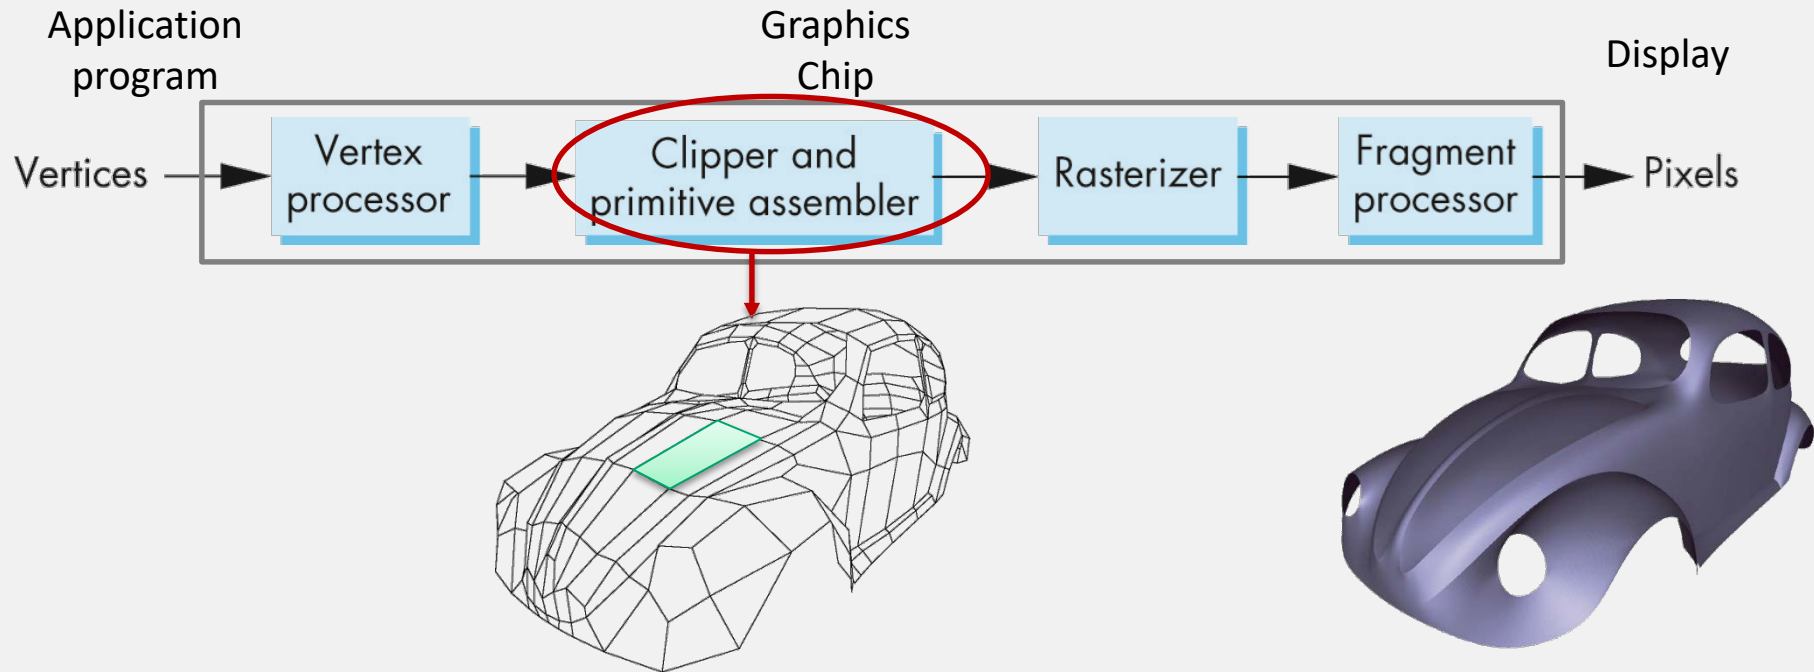 Application
program
Graphics
Chip
Display
Vertices
Vertex
processor
Clipper and
primitive assembler
Rasterizer
Fragment
processor
Pixels